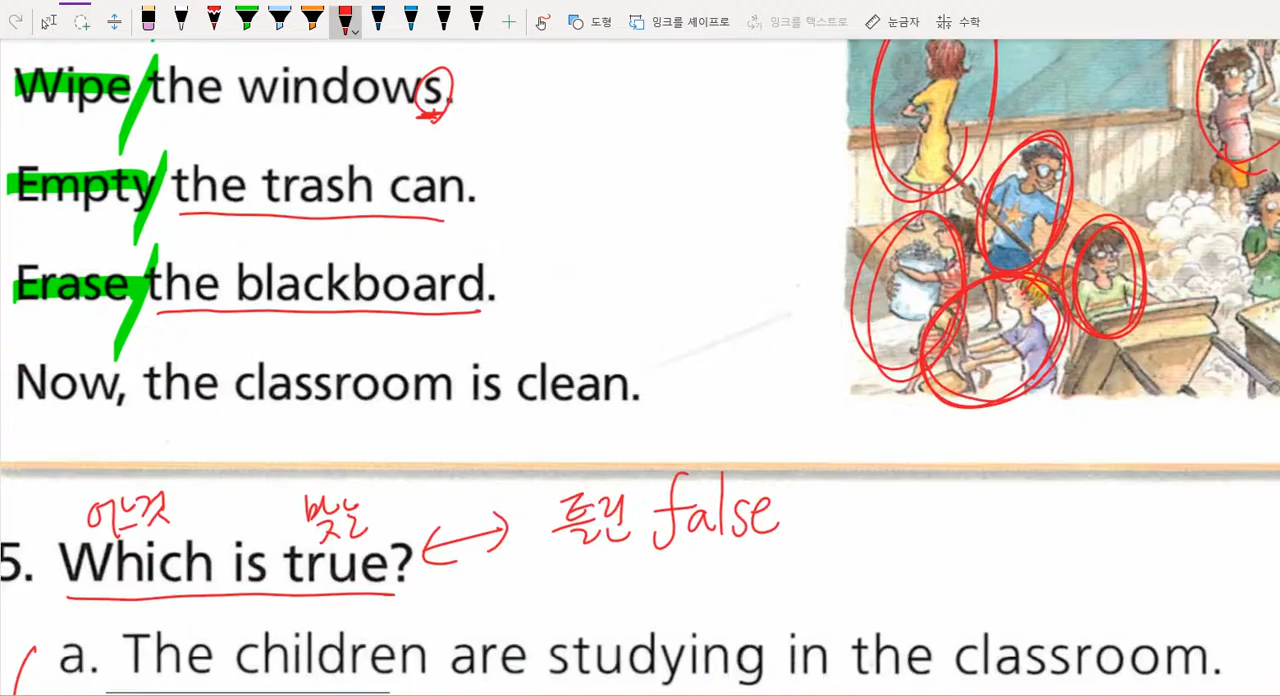 도형 잉크를 셰이프로 잉크를 텍스트로 눈금자 수학
Wipe the windows.
Empty the trash can.
Erase the blackboard.
Now, the classroom is clean.
어느것 맞는 틀린 false
5. Which is true?
a. The children are studying in the classroom.